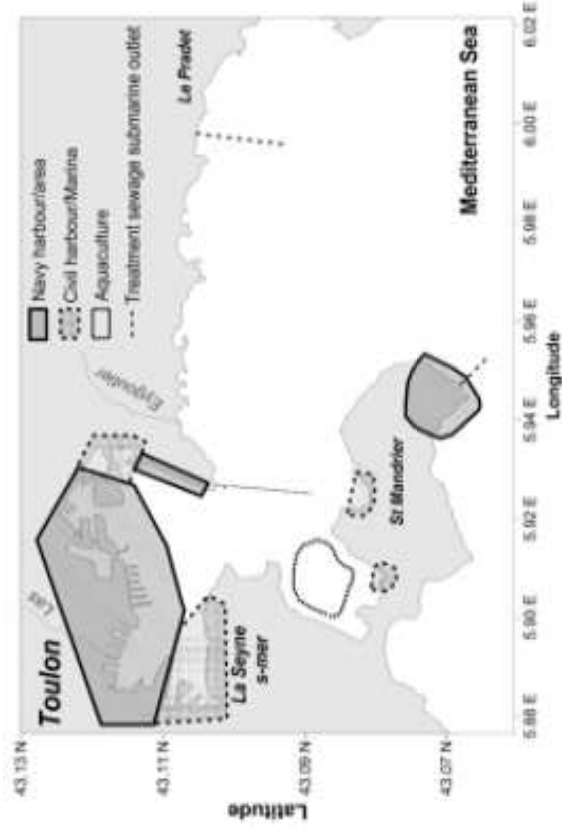 Toulon
Las
Eygoutier
Navy harbour/area
Civil harbour/Marina
Aquaculture
Treatment sewage submarine outlet
Le Pradet
La Seyne
s-mer
St Mandrier
Mediterranean Sea
43.13 N
43.11 N
43.09 N
43.07 N
Latitude
5.88 E
5.90 E
5.92 E
5.94 E
5.96 E
5.98 E
6.00 E
6.02 E
Longitude